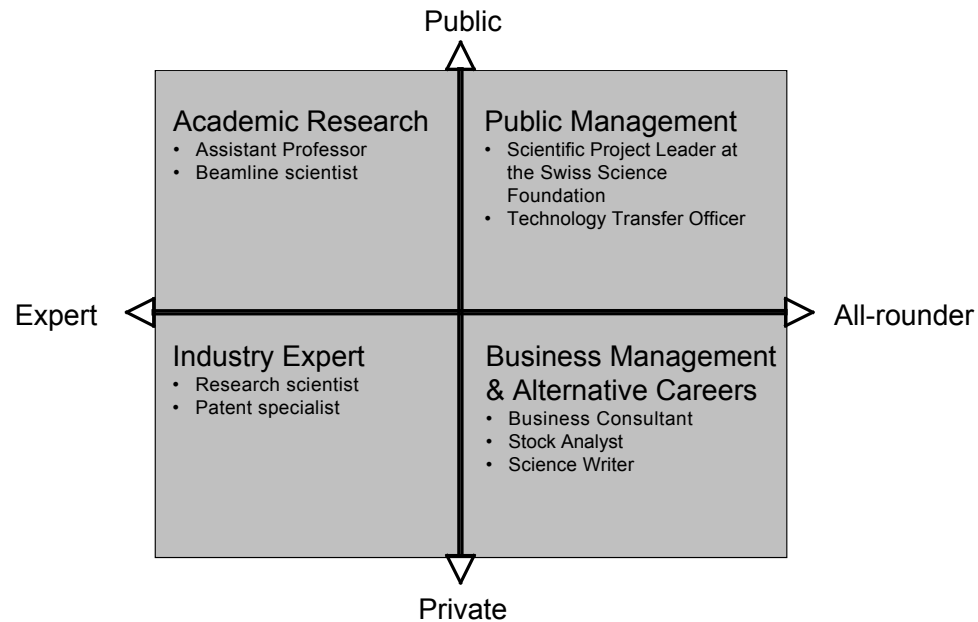 Public
Academic Research
• Assistant Professor
• Beamline scientist
Public Management
• Scientific Project Leader at
the Swiss Science
Foundation
• Technology Transfer Officer
Expert
All-rounder
Industry Expert
• Research scientist
• Patent specialist
Business Management
& Alternative Careers
• Business Consultant
• Stock Analyst
• Science Writer
Private